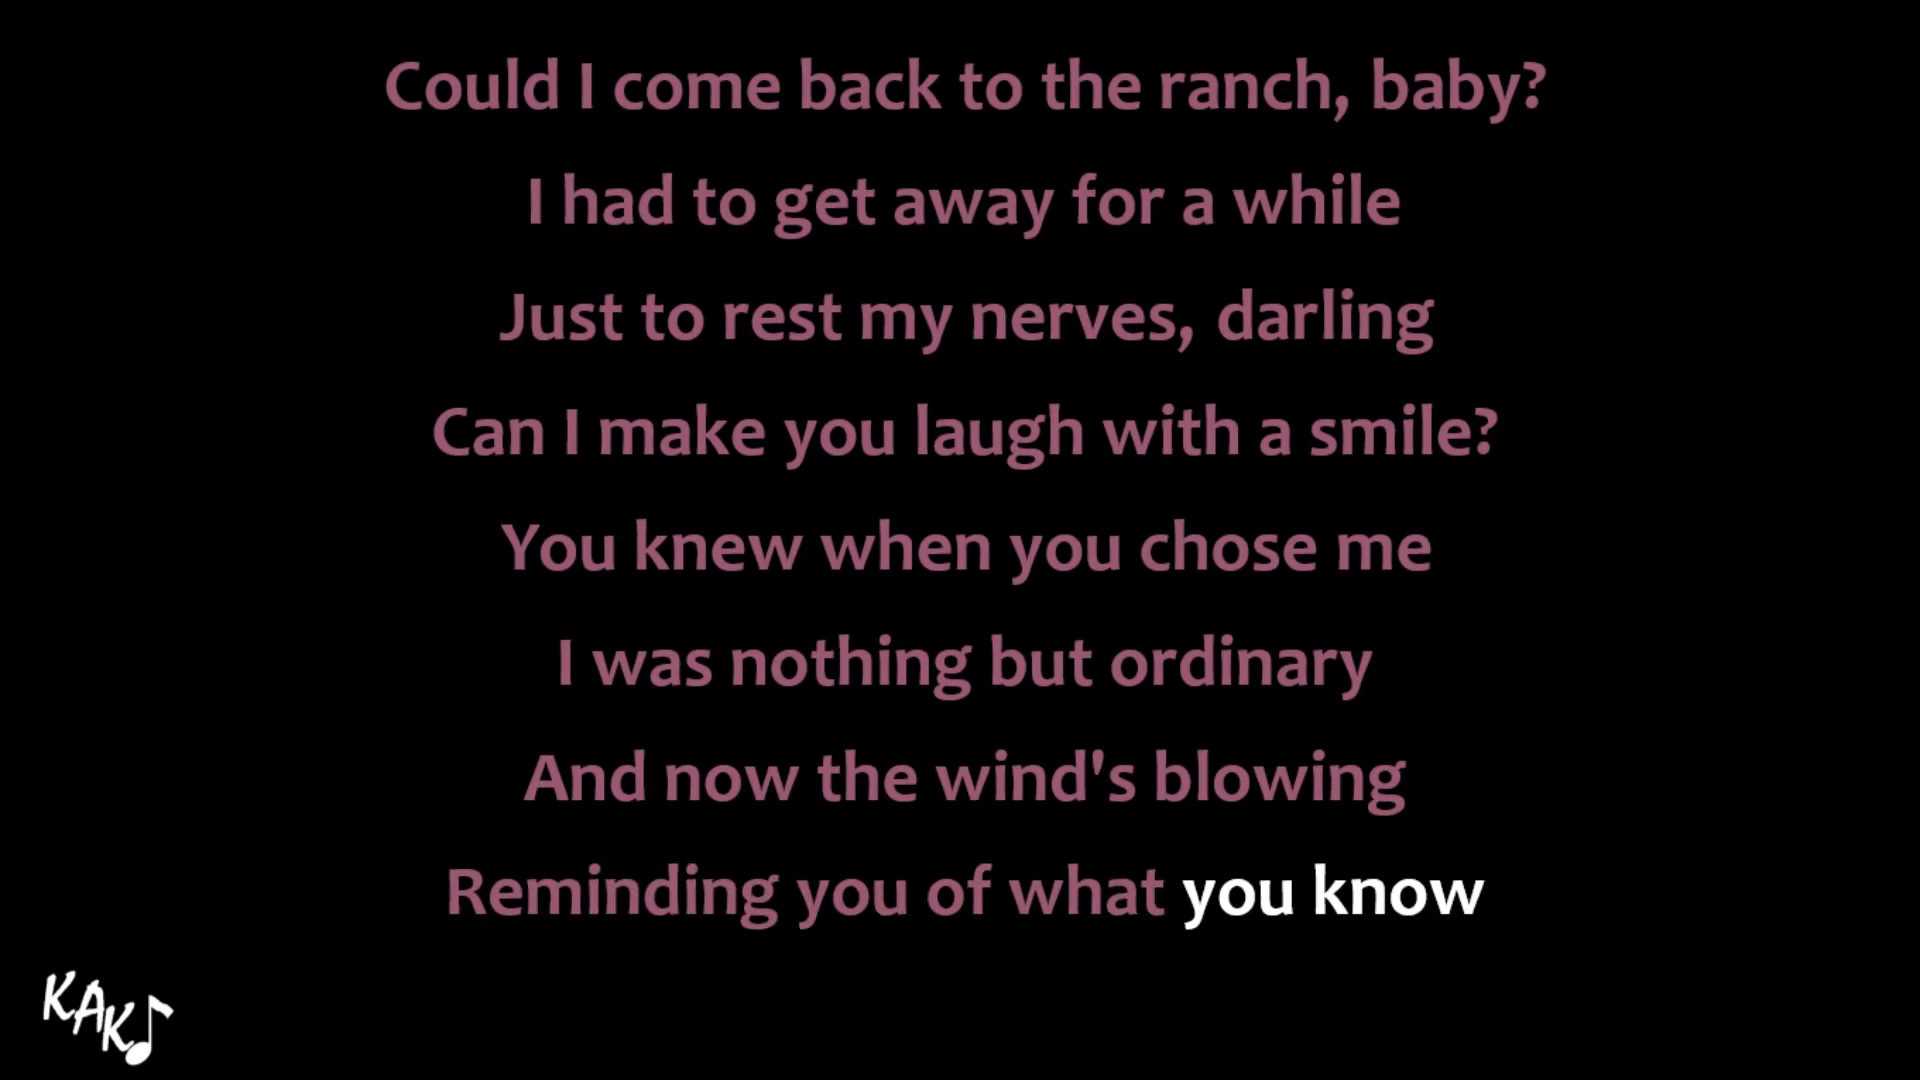 Could I come back to the ranch, baby?
I had to get away for a while
Just to rest my nerves, darling
Can I make you laugh with a smile?
You knew when you chose me
I was nothing but ordinary
And now the wind's blowing
Reminding you of what you know
KAK